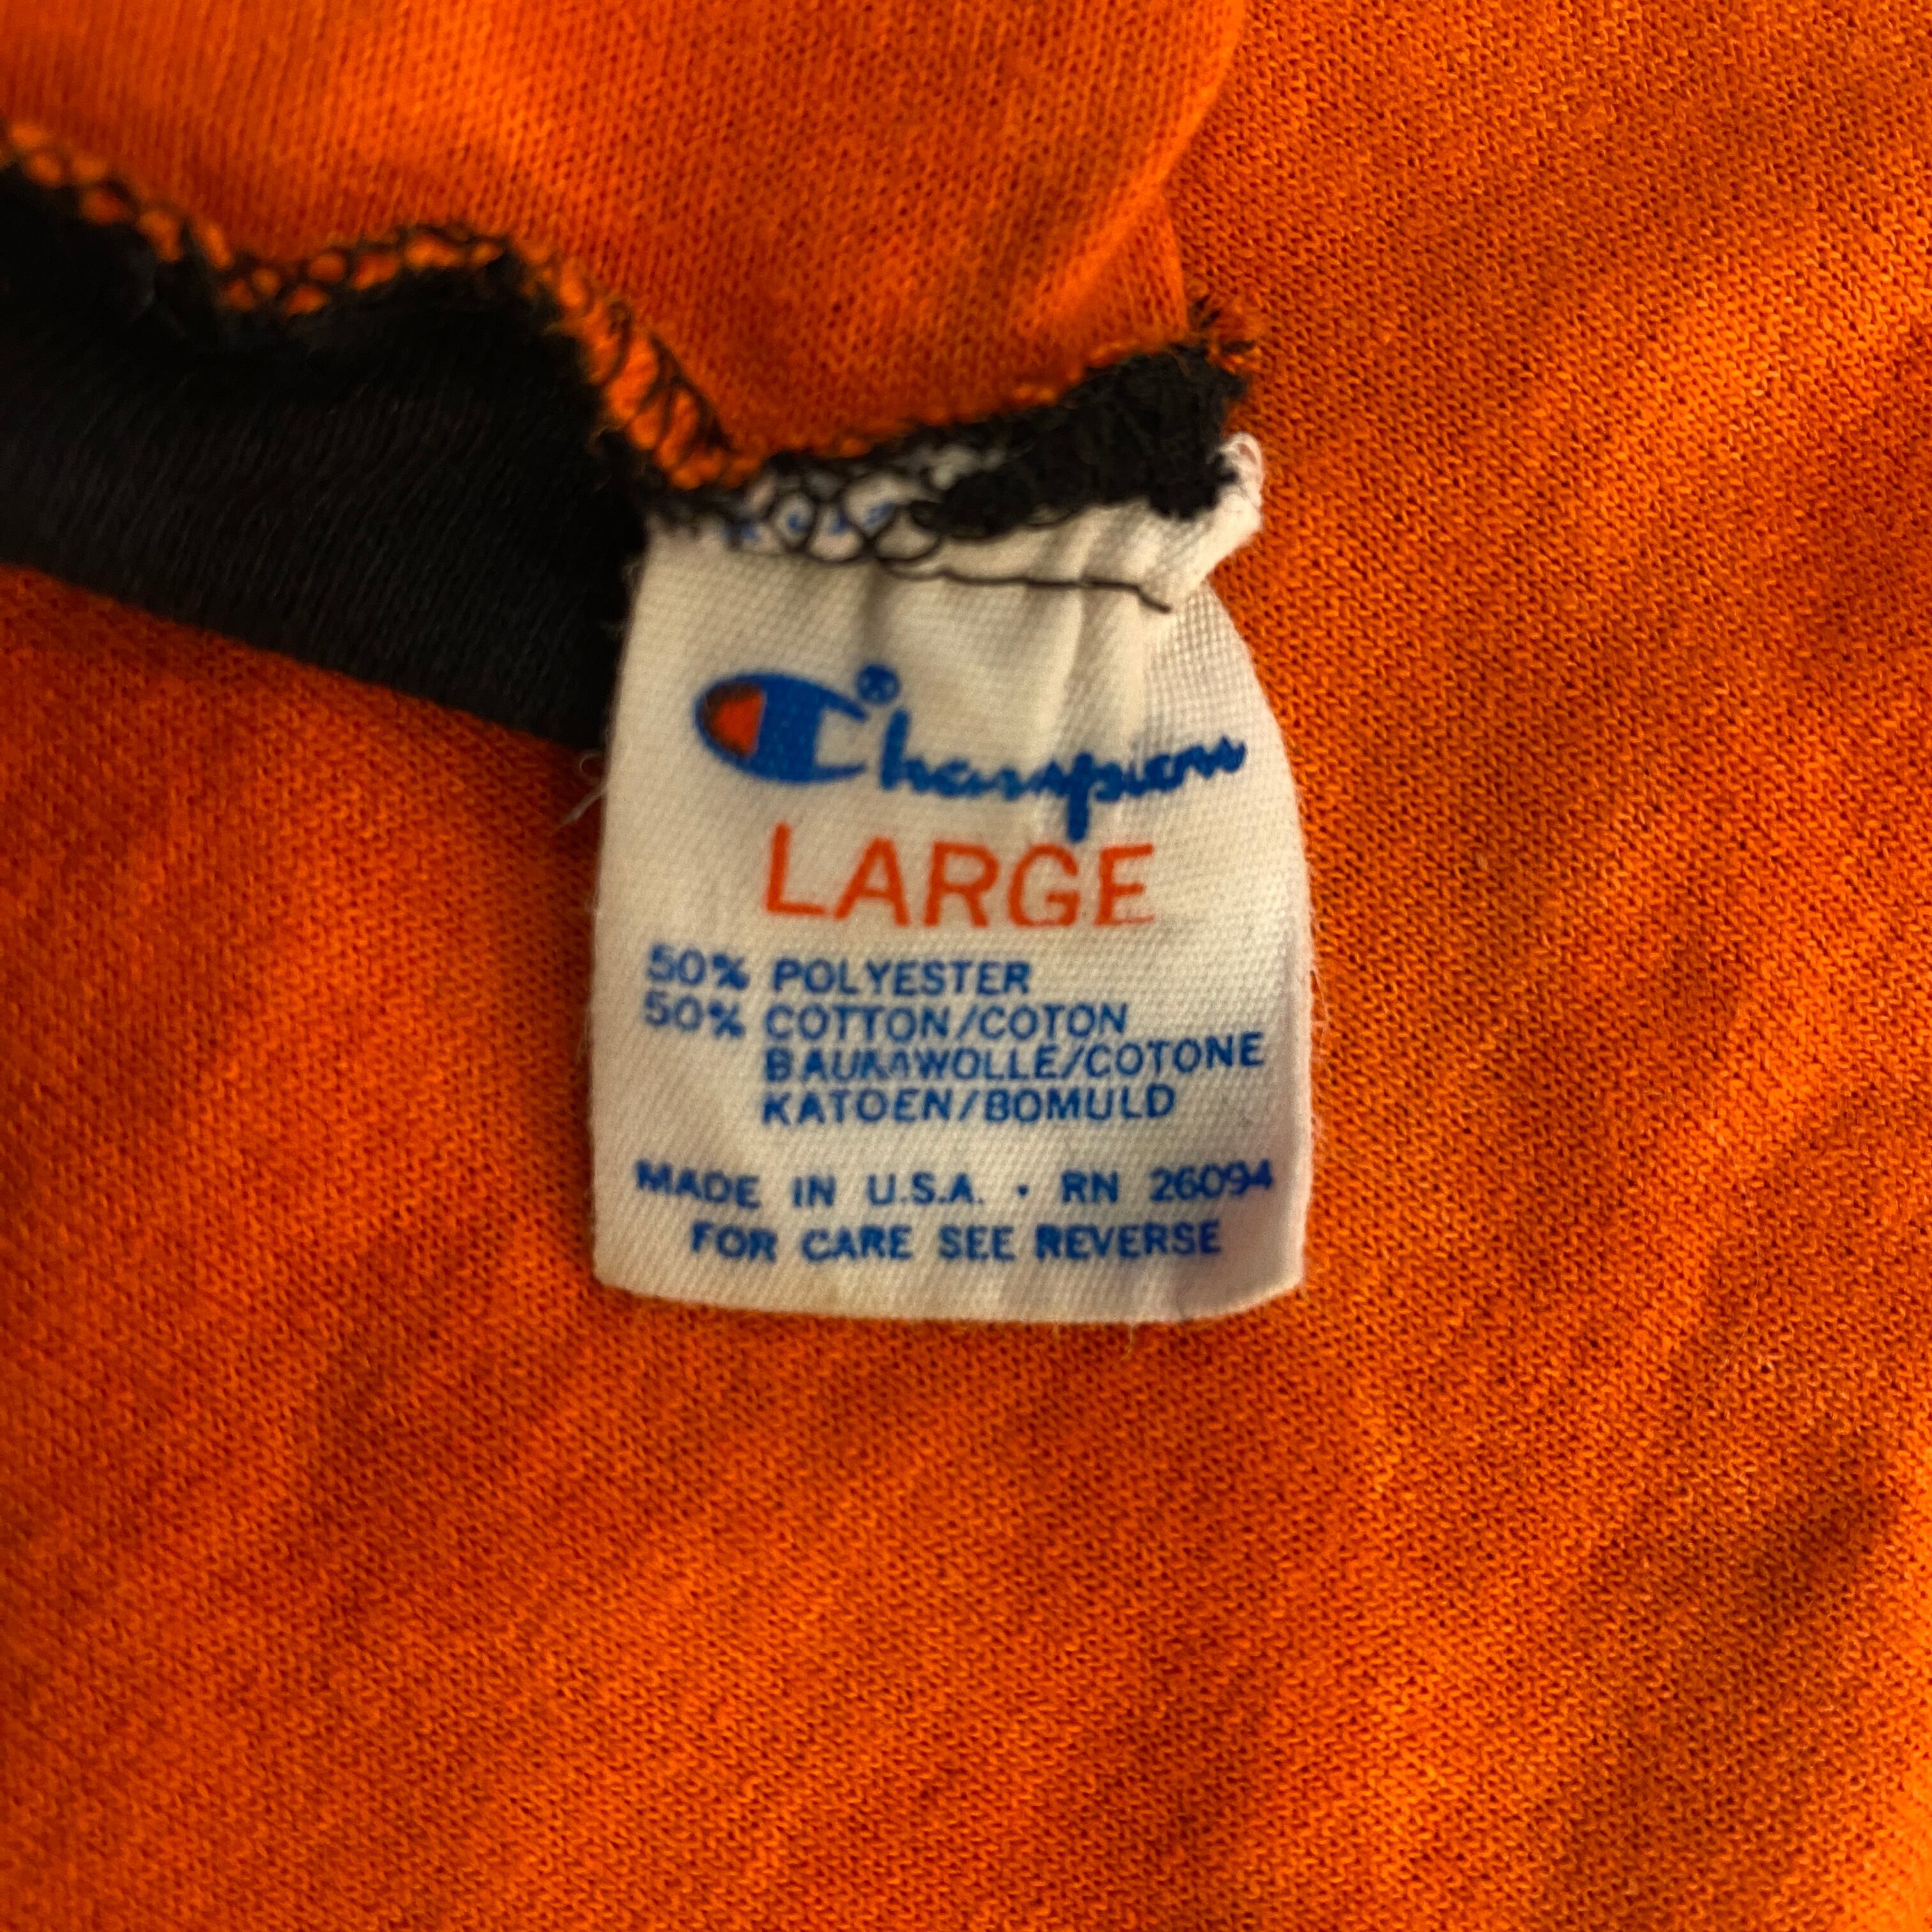 Champion®
LARGE
50% POLYESTER
50% COTTON/COTON
BAUMWOLLE/COTONE
KATOEN/BOMULD
MADE IN U.S.A. • RN 26094
FOR CARE SEE REVERSE